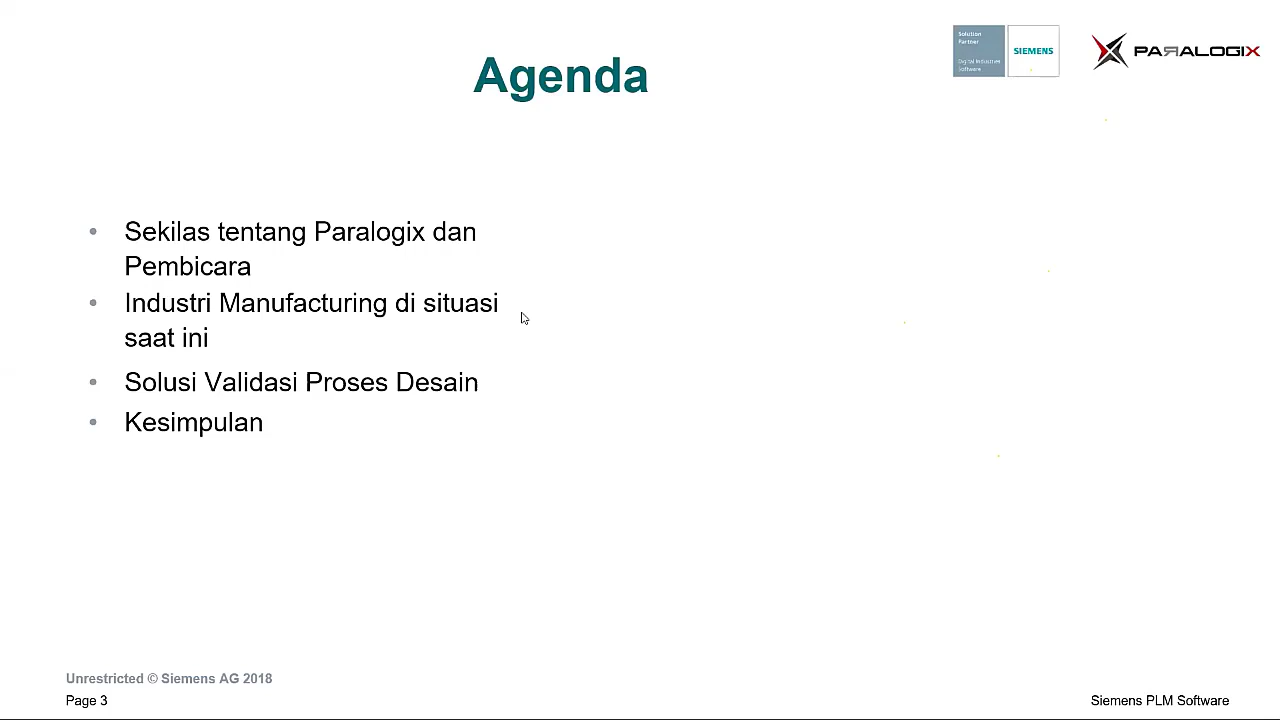 Agenda
Solution
Partner
Digital Industries
Software
SIEMENS
PARALOGIX
Sekilas tentang Paralogix dan
Pembicara
Industri Manufacturing di situasi
saat ini
Solusi Validasi Proses Desain
Kesimpulan
Unrestricted © Siemens AG 2018
Page 3
Siemens PLM Software